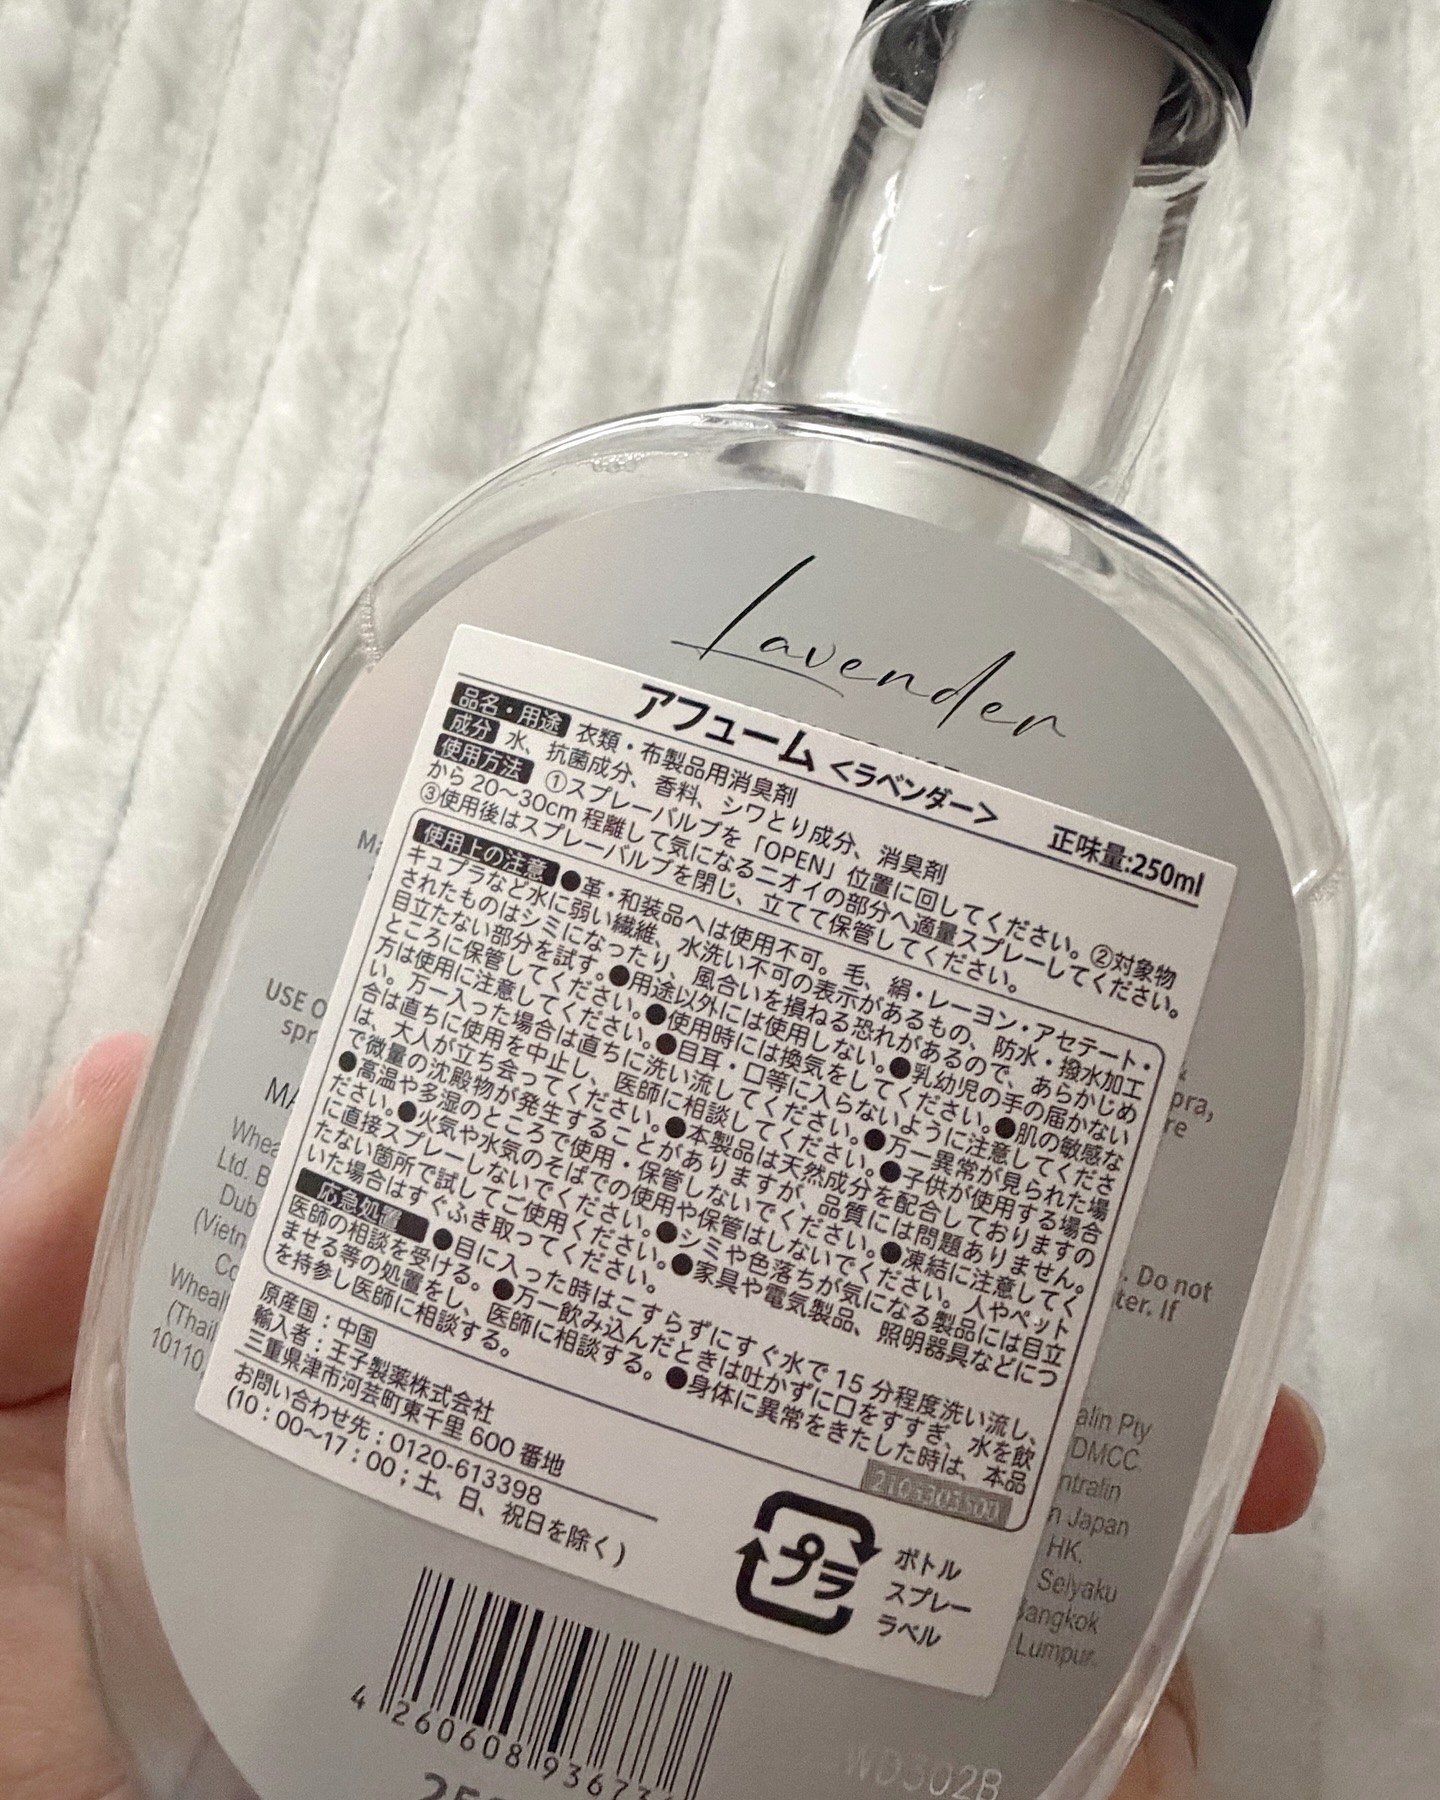 Lavender
アフューム <ラベンダー> 正味量:250ml
品名・用途 衣類・布製品用消臭剤
成分 水、抗菌成分、香料、シワとり成分、消臭剤
使用方法 ①スプレーバルブを「OPEN」位置に回してください。②対象物
から20～30cm 程離して気になるニオイの部分へ適量スプレーしてください。
③使用後はスプレーバルブを閉じ、立てて保管してください。
使用上の注意 ●革・和装品へは使用不可。毛、絹・レーヨン・アセテート・
キュプラなど水に弱い繊維、水洗い不可の表示があるもの、防水・撥水加工
されたものはシミになったり、風合いを損ねる恐れがあるので、あらかじめ
目立たない部分を試す。●用途以外には使用しない。●乳幼児の手の届かない
ところに保管してください。●使用時には換気をしてください。●肌の敏感な
方は使用に注意してください。●目耳・口等に入らないように注意してくださ
い。万一入った場合は直ちに洗い流してください。●万一異常が見られた場
合は直ちに使用を中止し、医師に相談してください。●子供が使用する場合
は、大人が立ち会ってください。●本製品は天然成分を配合しておりますの
で微量の沈殿物が発生することがありますが、品質には問題ありません。
●高温や多湿のところで使用・保管しないでください。●凍結に注意してく
ださい。●火気や水気のそばでの使用や保管はしないでください。人やペット
に直接スプレーしないでください。●シミや色落ちが気になる製品には目立
たない箇所で試してご使用ください。●家具や電気製品、照明器具などにつ
いた場合はすぐふき取ってください。
応急処置 ●目に入った時はこすらずにすぐ水で 15 分程度洗い流し、
医師の相談を受ける。●万一飲み込んだときは吐かずに口をすすぎ、水を飲
ませる等の処置をし、医師に相談する。●身体に異常をきたした時は、本品
を持参し医師に相談する。
2103303500
原産国：中国
輸入者：王子製薬株式会社
三重県津市河芸町東千里 600 番地
お問い合わせ先：0120-613398
(10：00～17：00；土、日、祝日を除く)
プラ
ボトル
スプレー
ラベル
USE
MA
Ltd. B
Dub
(Vietn
Co
(Thail
10110
pra,
re
. Do not
ter. If
alin Pty
DMCC.
ntralin
n Japan
HK,
Seiyaku
Bangkok
Lumpur.
4 260608 93673
WD302B